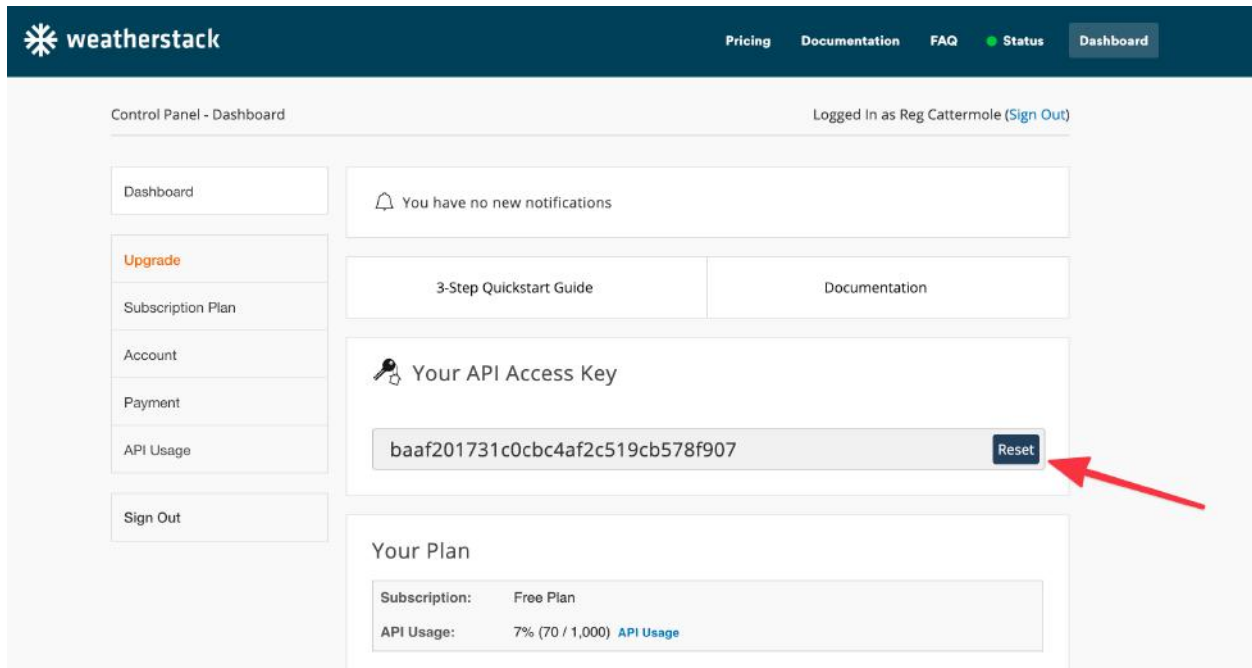 weatherstack
Pricing Documentation FAQ Status Dashboard
Control Panel - Dashboard
Logged In as Reg Cattermole (Sign Out)
Dashboard
Upgrade
Subscription Plan
Account
Payment
API Usage
Sign Out
You have no new notifications
3-Step Quickstart Guide
Documentation
Your API Access Key
baaf201731c0cbc4af2c519cb578f907
Reset
Your Plan
Subscription: Free Plan
API Usage: 7% (70 / 1,000) API Usage